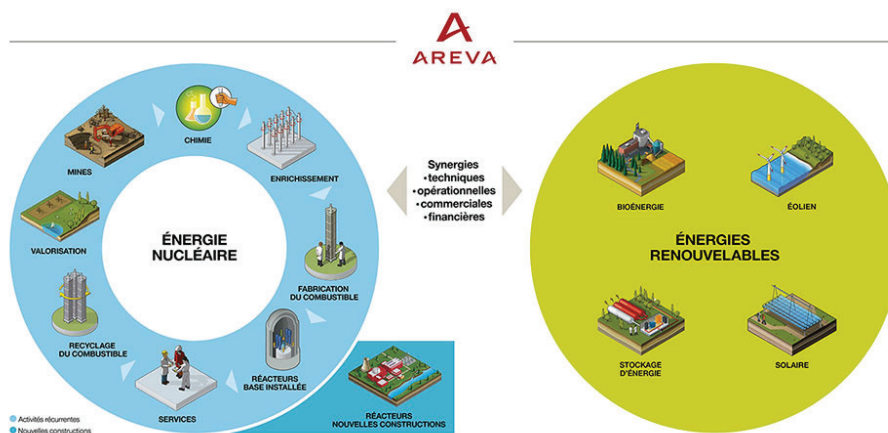 AREVA
CHIMIE
MINES
ENRICHISSEMENT
VALORISATION
ÉNERGIE
NUCLÉAIRE
FABRICATION
DU COMBUSTIBLE
RECYCLAGE
DU COMBUSTIBLE
RÉACTEURS
BASE INSTALLÉE
SERVICES
RÉACTEURS
NOUVELLES CONSTRUCTIONS
Activités récurrentes
Nouvelles constructions
Synergies
•techniques
•opérationnelles
•commerciales
•financières
BIOÉNERGIE
ÉOLIEN
ÉNERGIES
RENOUVELABLES
STOCKAGE
D'ÉNERGIE
SOLAIRE